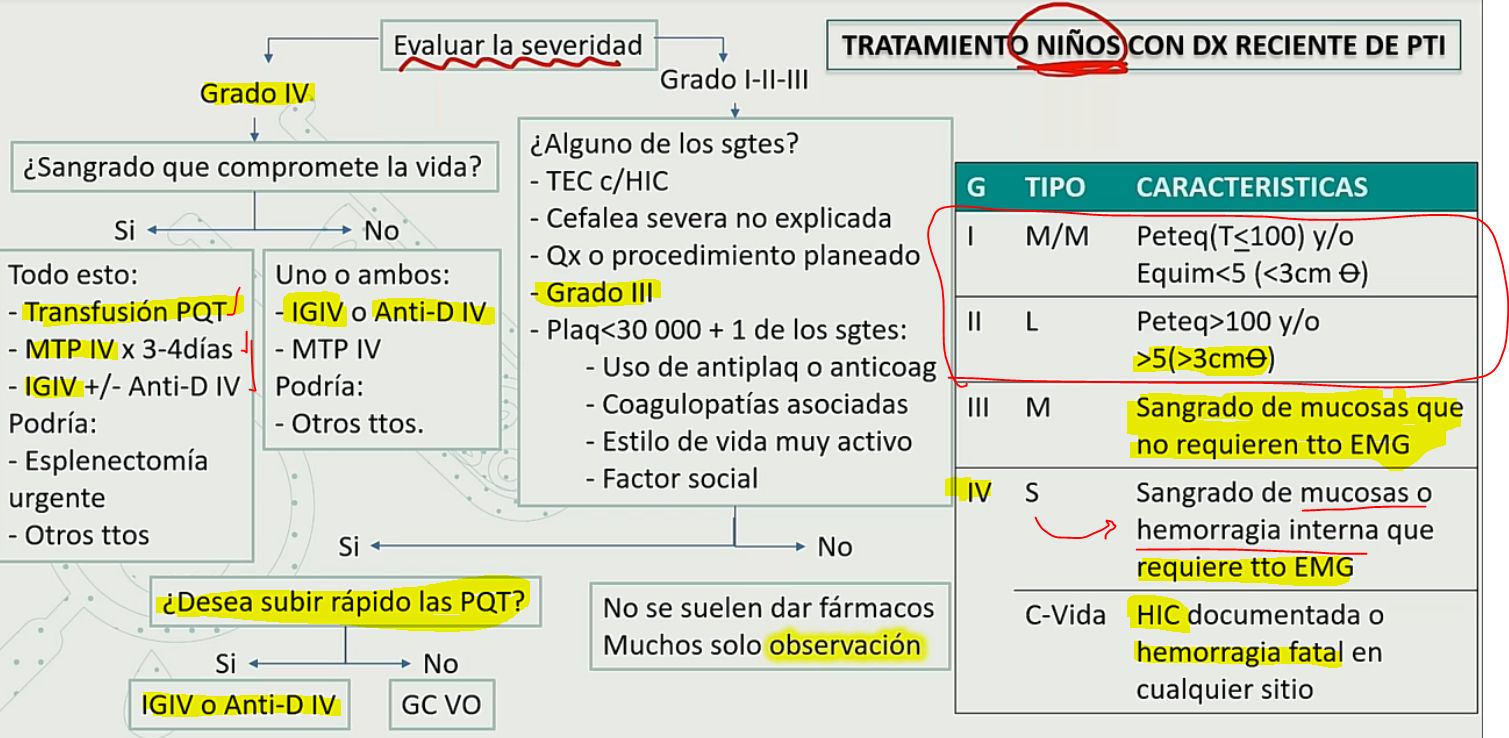 Evaluar la severidad
TRATAMIENTO NIÑOS CON DX RECIENTE DE PTI
Grado IV
Grado I-II-III
¿Sangrado que compromete la vida?
Si
No
Todo esto:
- Transfusión PQT
- MTP IV x 3-4días
- IGIV +/- Anti-D IV
Podría:
- Esplenectomía
urgente
- Otros ttos
Uno o ambos:
- IGIV o Anti-D IV
- MTP IV
Podría:
- Otros ttos.
¿Alguno de los sgtes?
- TEC c/HIC
- Cefalea severa no explicada
- Qx o procedimiento planeado
- Grado III
- Plaq<30 000 + 1 de los sgtes:
- Uso de antiplaq o anticoag
- Coagulopatías asociadas
- Estilo de vida muy activo
- Factor social
Si
No
¿Desea subir rápido las PQT?
Si
No
IGIV o Anti-D IV
GC VO
No se suelen dar fármacos
Muchos solo observación
G TIPO CARACTERISTICAS
I M/M Peteq(T≤100) y/o
Equim<5 (<3cm Ɵ)
II L Peteq>100 y/o
>5(>3cmƟ)
III M Sangrado de mucosas que
no requieren tto EMG
IV S Sangrado de mucosas o
hemorragia interna que
requiere tto EMG
C-Vida HIC documentada o
hemorragia fatal en
cualquier sitio